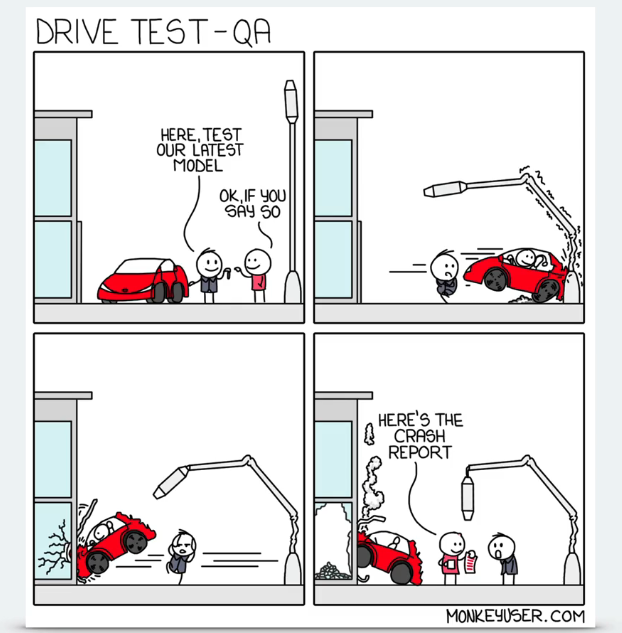 DRIVE TEST - QA
HERE, TEST
OUR LATEST
MODEL
OK, IF YOU
SAY SO
HERE'S THE
CRASH
REPORT
MONKEYUSER.COM